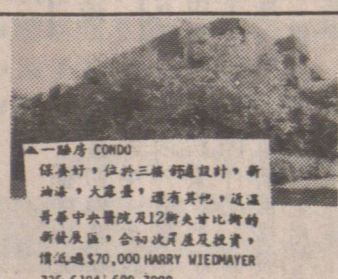 ▲一睡房 CONDO
保養好，位於三樓舒適設計，新
油漆，大露臺，還有其他，近溫
哥華中央醫院及12街夾甘比街的
新發展區，合初次買屋及投資，
價低過$70,000 HARRY WIEDMAYER